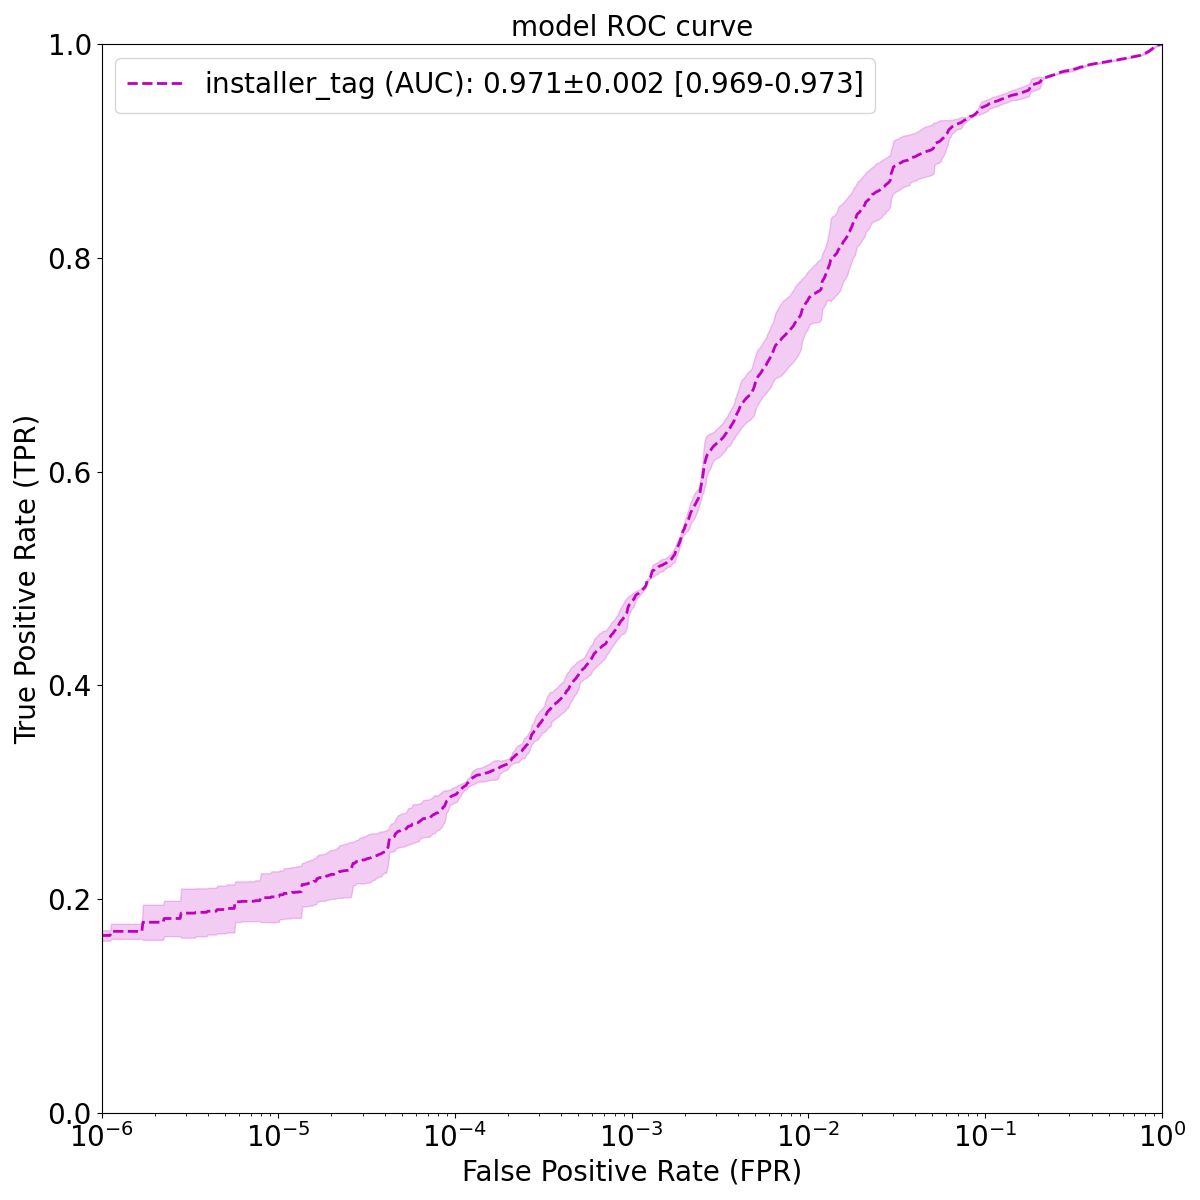 model ROC curve
installer_tag (AUC): 0.971±0.002 [0.969-0.973]
1.0
0.8
0.6
0.4
0.2
0.0
True Positive Rate (TPR)
10⁻⁶ 10⁻⁵ 10⁻⁴ 10⁻³ 10⁻² 10⁻¹ 10⁰
False Positive Rate (FPR)